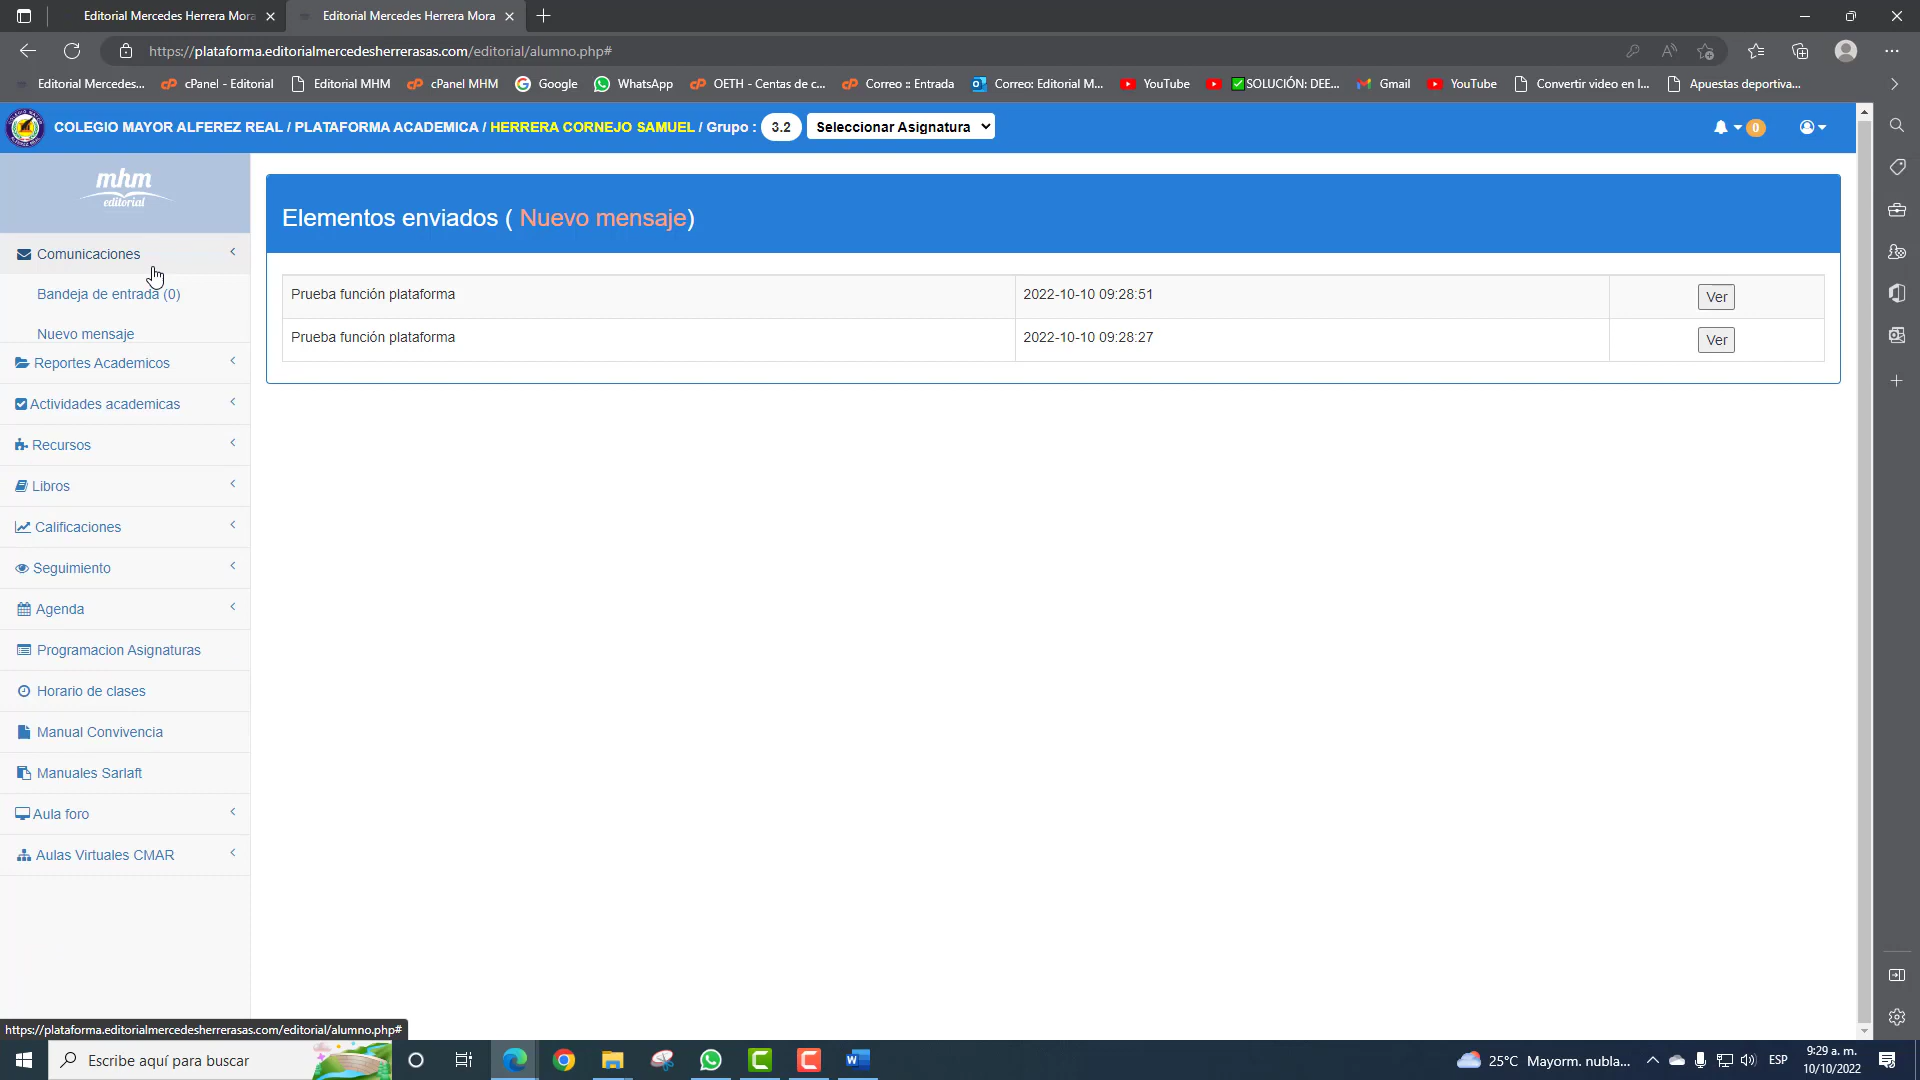 Editorial Mercedes Herrera Mora
Editorial Mercedes Herrera Mora
https://plataforma.editorialmercedesherrerasas.com/editorial/alumno.php#
Editorial Mercedes...
cPanel - Editorial
Editorial MHM
cPanel MHM
Google
WhatsApp
OETH - Centas de c...
Correo :: Entrada
Correo: Editorial M...
YouTube
SOLUCIÓN: DEE...
Gmail
YouTube
Convertir video en l...
Apuestas deportiva...
COLEGIO MAYOR ALFEREZ REAL / PLATAFORMA ACADEMICA / HERRERA CORNEJO SAMUEL / Grupo : 3.2 Seleccionar Asignatura
0
mhm
editorial
Comunicaciones
Bandeja de entrada (0)
Nuevo mensaje
Reportes Academicos
Actividades academicas
Recursos
Libros
Calificaciones
Seguimiento
Agenda
Programacion Asignaturas
Horario de clases
Manual Convivencia
Manuales Sarlaft
Aula foro
Aulas Virtuales CMAR
Elementos enviados ( Nuevo mensaje)
Prueba función plataforma 2022-10-10 09:28:51 Ver
Prueba función plataforma 2022-10-10 09:28:27 Ver
https://plataforma.editorialmercedesherrerasas.com/editorial/alumno.php#
Escribe aquí para buscar
25°C Mayorm. nubla...
ESP
9:29 a. m.
10/10/2022